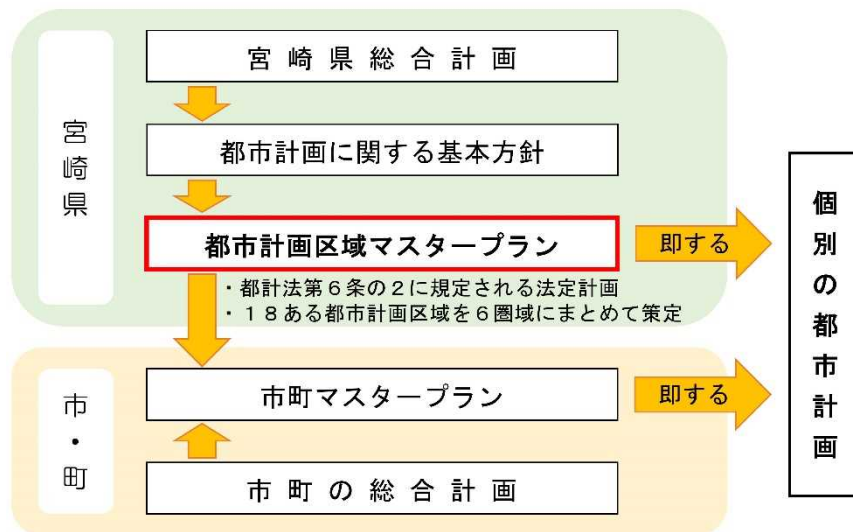 宮崎県総合計画
宮崎県
都市計画に関する基本方針
都市計画区域マスタープラン
即する
・都計法第６条の２に規定される法定計画
・１８ある都市計画区域を６圏域にまとめて策定
個別の都市計画
市・町
市町マスタープラン
即する
市町の総合計画